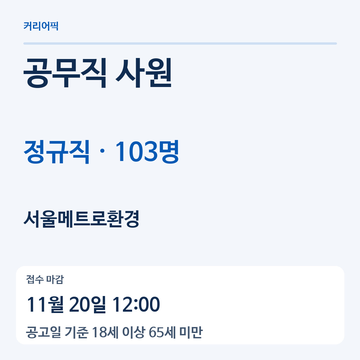 커리어픽
공무직 사원
정규직 · 103명
서울메트로환경
접수 마감
11월 20일 12:00
공고일 기준 18세 이상 65세 미만